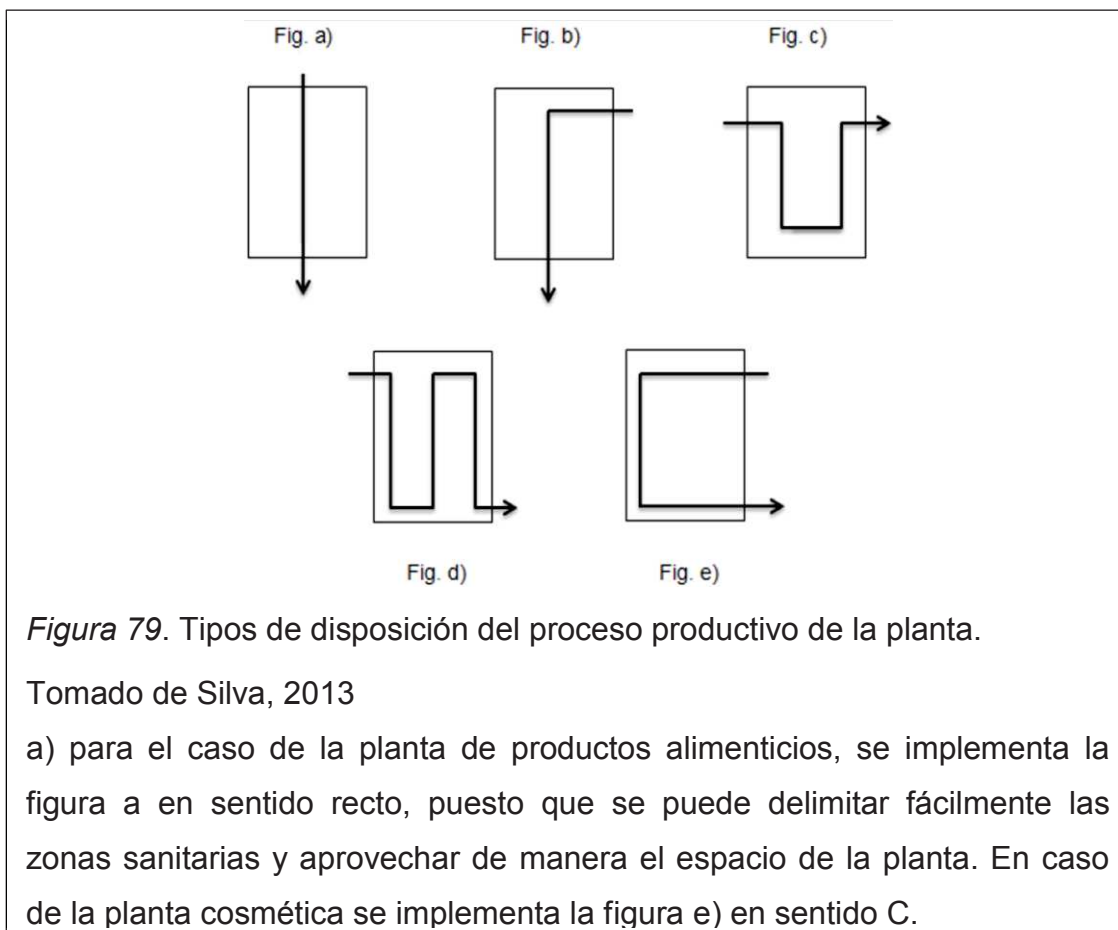 Fig. a) Fig. b) Fig. c)
Fig. d) Fig. e)
Figura 79. Tipos de disposición del proceso productivo de la planta.
Tomado de Silva, 2013
a) para el caso de la planta de productos alimenticios, se implementa la
figura a en sentido recto, puesto que se puede delimitar fácilmente las
zonas sanitarias y aprovechar de manera el espacio de la planta. En caso
de la planta cosmética se implementa la figura e) en sentido C.